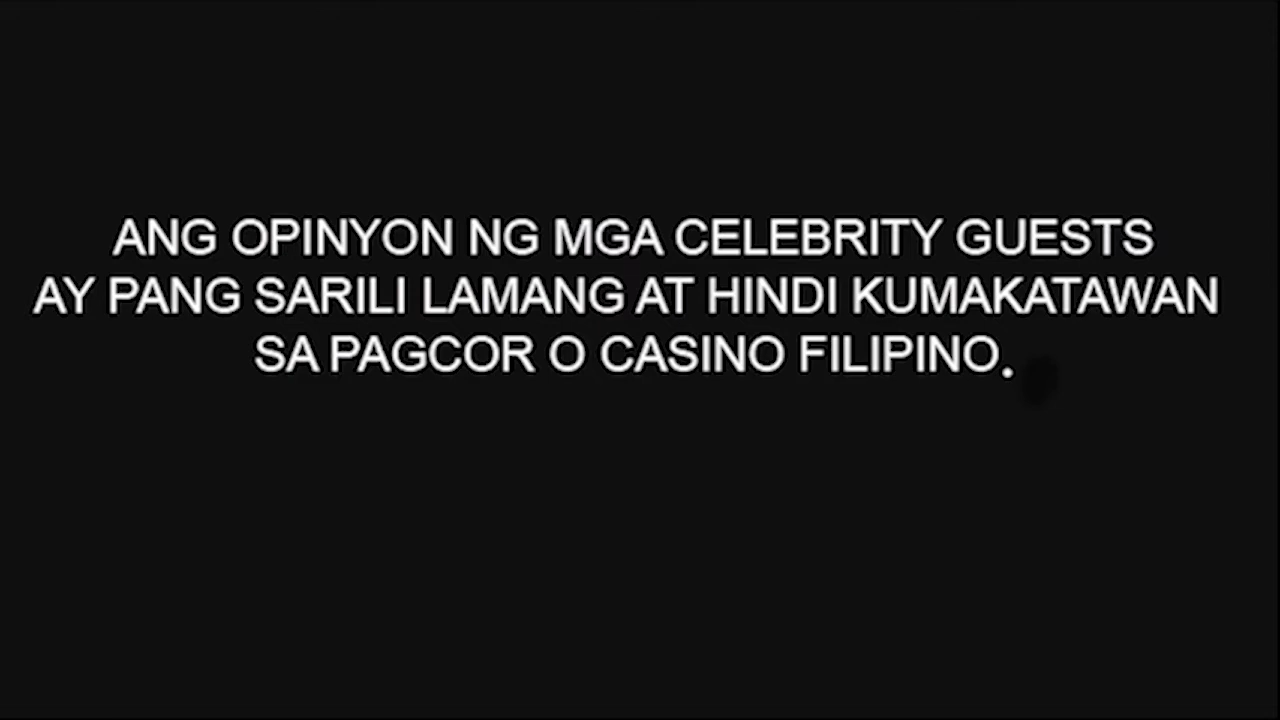 ANG OPINYON NG MGA CELEBRITY GUESTS
AY PANG SARILI LAMANG AT HINDI KUMAKATAWAN
SA PAGCOR O CASINO FILIPINO.